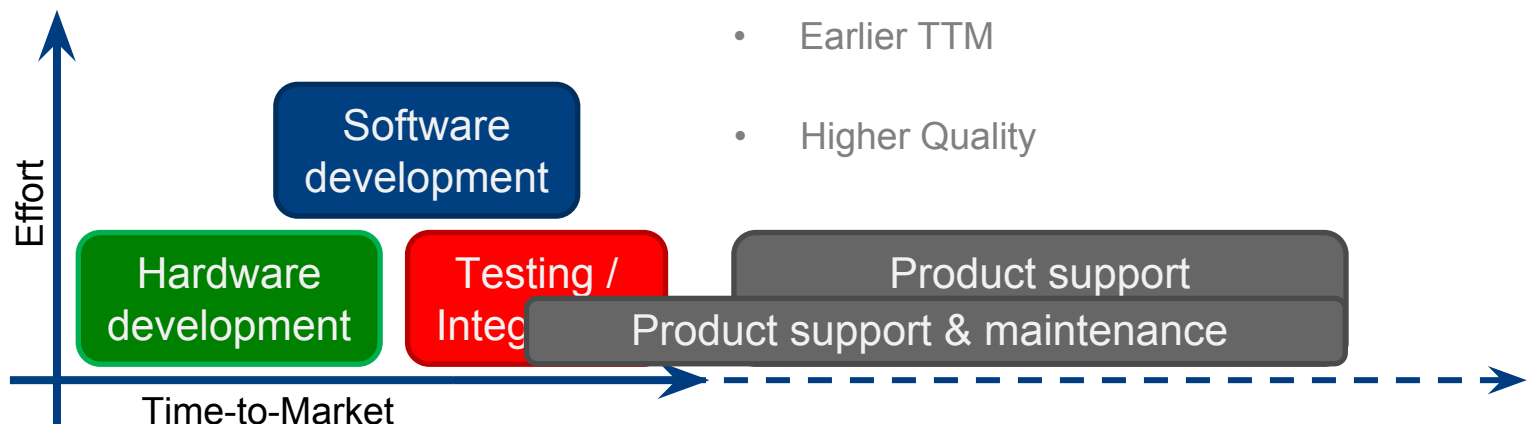 • Earlier TTM
• Higher Quality
Effort
Software
development
Hardware
development
Testing /
Integ
Product support
Product support & maintenance
Time-to-Market